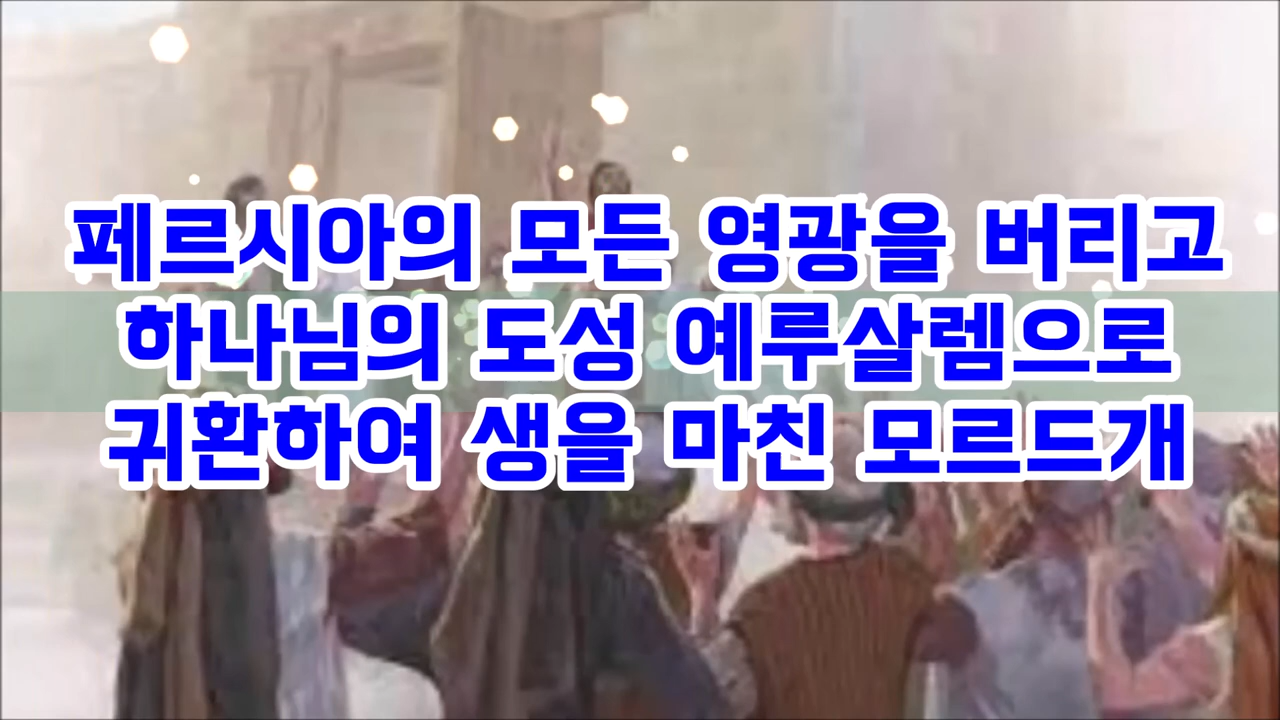 페르시아의 모든 영광을 버리고
하나님의 도성 예루살렘으로
귀환하여 생을 마친 모르드개